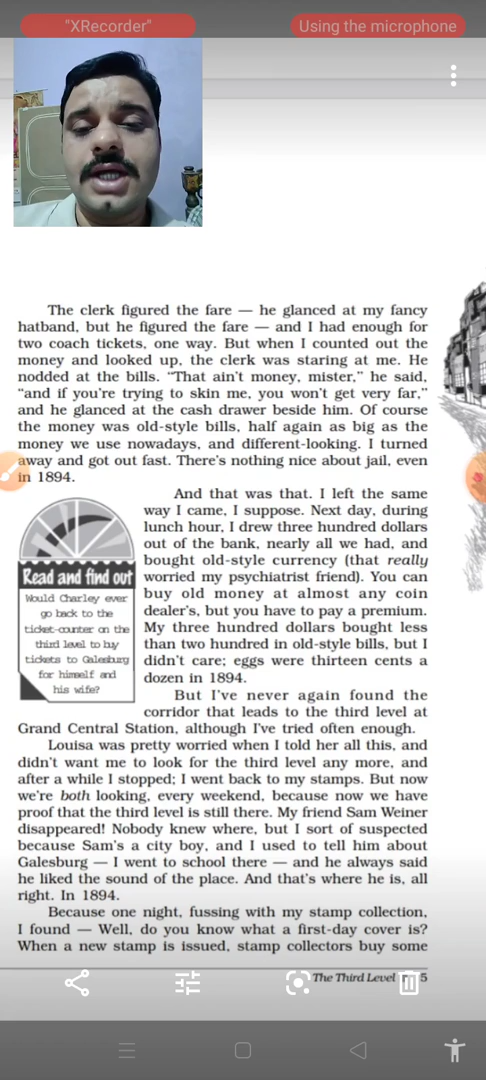 "XRecorder"
Using the microphone
The clerk figured the fare — he glanced at my fancy
hatband, but he figured the fare — and I had enough for
two coach tickets, one way. But when I counted out the
money and looked up, the clerk was staring at me. He
nodded at the bills. “That ain't money, mister,” he said,
“and if you're trying to skin me, you won't get very far,”
and he glanced at the cash drawer beside him. Of course
the money was old-style bills, half again as big as the
money we use nowadays, and different-looking. I turned
away and got out fast. There's nothing nice about jail, even
in 1894.
And that was that. I left the same
way I came, I suppose. Next day, during
lunch hour, I drew three hundred dollars
out of the bank, nearly all we had, and
bought old-style currency (that really
worried my psychiatrist friend). You can
buy old money at almost any coin
dealer's, but you have to pay a premium.
My three hundred dollars bought less
than two hundred in old-style bills, but I
didn't care; eggs were thirteen cents a
dozen in 1894.
Read and find out
Would Charley ever
go back to the
ticket-counter on the
third level to buy
tickets to Galesburg
for himself and
his wife?
But I've never again found the
corridor that leads to the third level at
Grand Central Station, although I've tried often enough.
Louisa was pretty worried when I told her all this, and
didn't want me to look for the third level any more, and
after a while I stopped; I went back to my stamps. But now
we're both looking, every weekend, because now we have
proof that the third level is still there. My friend Sam Weiner
disappeared! Nobody knew where, but I sort of suspected
because Sam's a city boy, and I used to tell him about
Galesburg — I went to school there — and he always said
he liked the sound of the place. And that's where he is, all
right. In 1894.
Because one night, fussing with my stamp collection,
I found — Well, do you know what a first-day cover is?
When a new stamp is issued, stamp collectors buy some
The Third Level
5